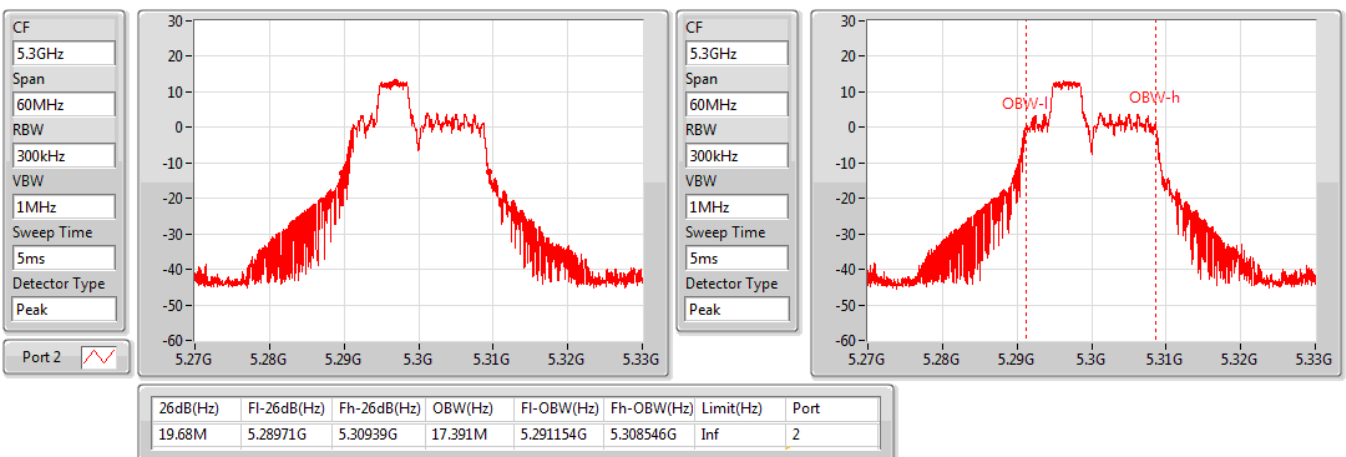 CF
5.3GHz
Span
60MHz
RBW
300kHz
VBW
1MHz
Sweep Time
5ms
Detector Type
Peak
Port 2
30
20
10
0
-10
-20
-30
-40
-50
-60
5.27G 5.28G 5.29G 5.3G 5.31G 5.32G 5.33G
CF
5.3GHz
Span
60MHz
RBW
300kHz
VBW
1MHz
Sweep Time
5ms
Detector Type
Peak
30
20
10
0
-10
-20
-30
-40
-50
-60
OBW-l
OBW-h
5.27G 5.28G 5.29G 5.3G 5.31G 5.32G 5.33G
26dB(Hz) Fl-26dB(Hz) Fh-26dB(Hz) OBW(Hz) Fl-OBW(Hz) Fh-OBW(Hz) Limit(Hz) Port
19.68M 5.28971G 5.30939G 17.391M 5.291154G 5.308546G Inf 2